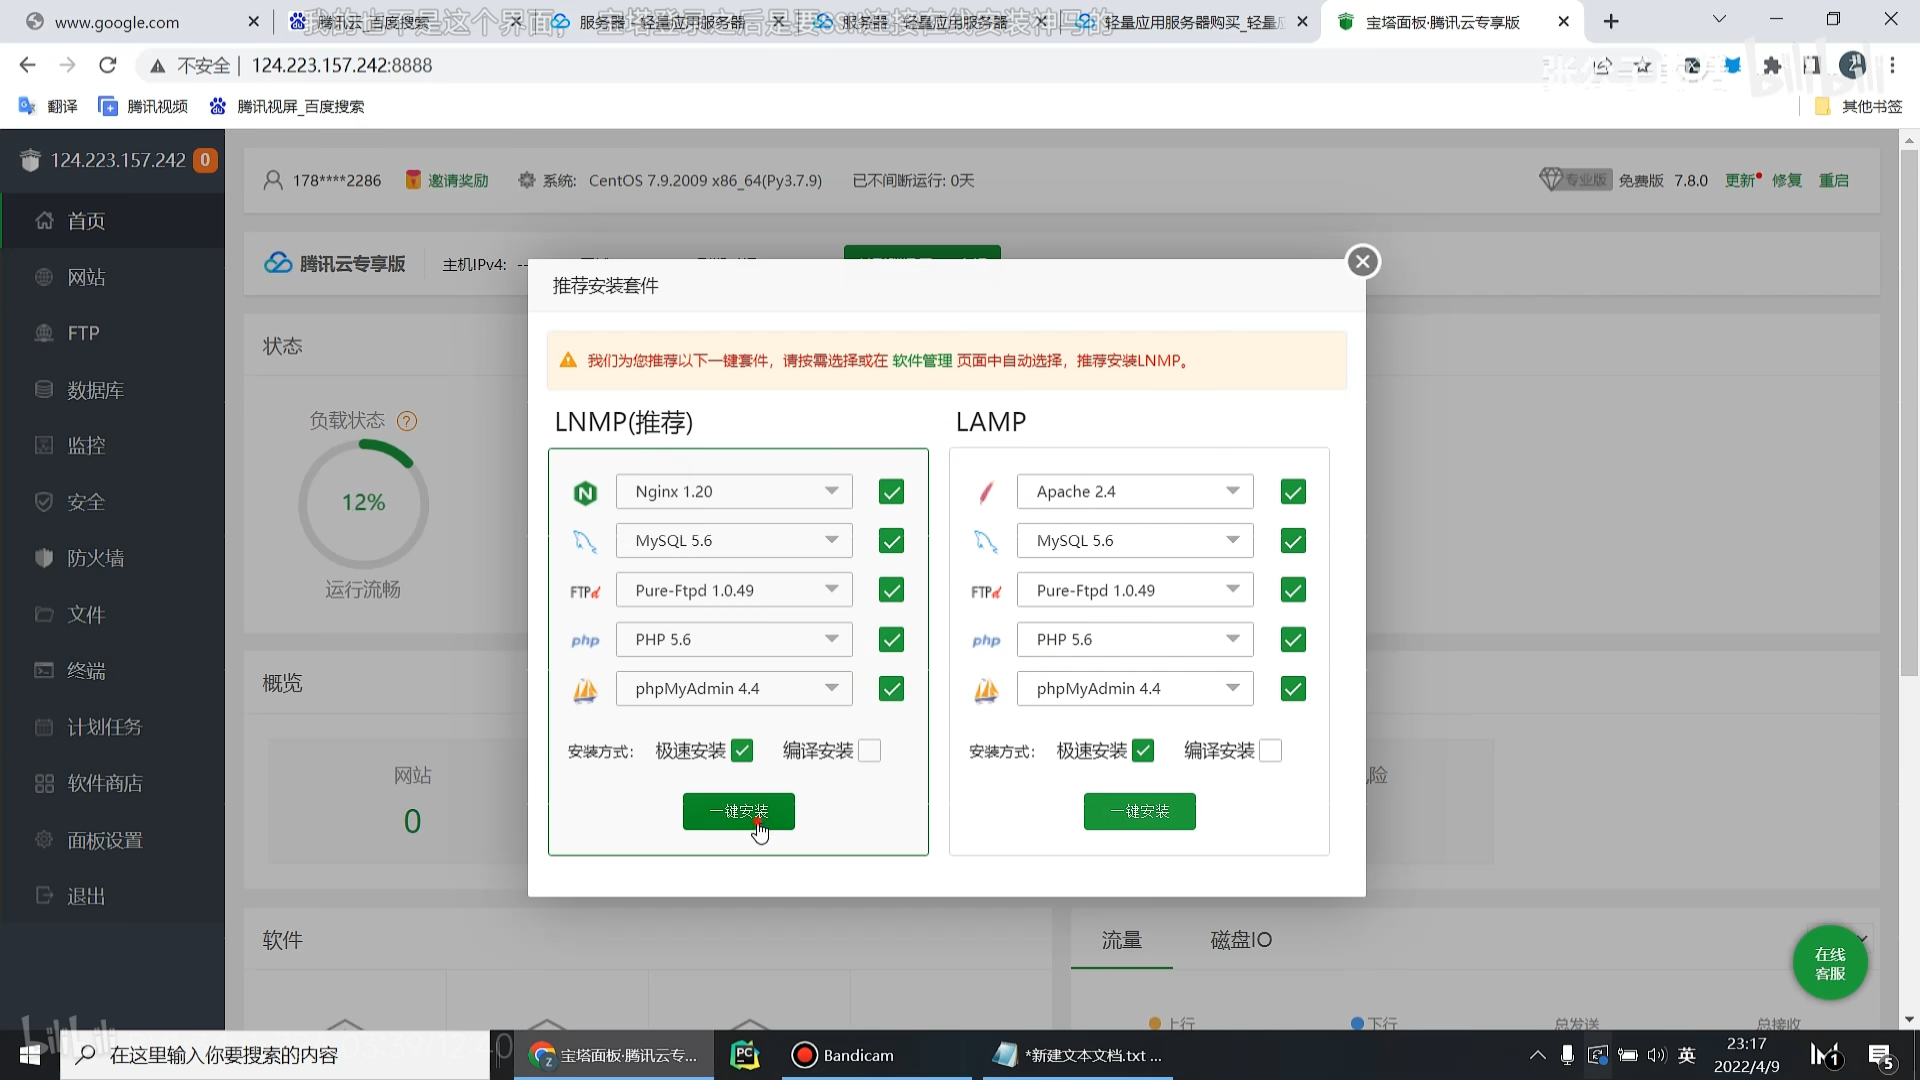 www.google.com
腾讯云_百度搜索
服务器 - 轻量应用服务器
服务器 - 轻量应用服务器
轻量应用服务器购买_轻量应
宝塔面板·腾讯云专享版
不安全
124.223.157.242:8888
翻译
腾讯视频
腾讯视屏_百度搜索
其他书签
bilibili
124.223.157.242
0
178****2286
邀请奖励
系统: CentOS 7.9.2009 x86_64(Py3.7.9)
已不间断运行: 0天
专业版
免费版
7.8.0
更新
修复
重启
首页
网站
FTP
数据库
监控
安全
防火墙
文件
终端
计划任务
软件商店
面板设置
退出
腾讯云专享版
主机IPv4: --
状态
负载状态
?
12%
运行流畅
概览
网站
0
险
软件
流量
磁盘IO
上行
下行
总发送
总接收
在线
客服
推荐安装套件
我们为您推荐以下一键套件，请按需选择或在 软件管理 页面中自动选择，推荐安装LNMP。
LNMP(推荐)
Nginx 1.20
MySQL 5.6
FTPd
Pure-Ftpd 1.0.49
php
PHP 5.6
phpMyAdmin 4.4
安装方式:
极速安装
编译安装
一键安装
LAMP
Apache 2.4
MySQL 5.6
FTPd
Pure-Ftpd 1.0.49
php
PHP 5.6
phpMyAdmin 4.4
安装方式:
极速安装
编译安装
一键安装
bilibili
在这里输入你要搜索的内容
宝塔面板·腾讯云专...
PC
Bandicam
*新建文本文档.txt ...
英
23:17
2022/4/9
1
5